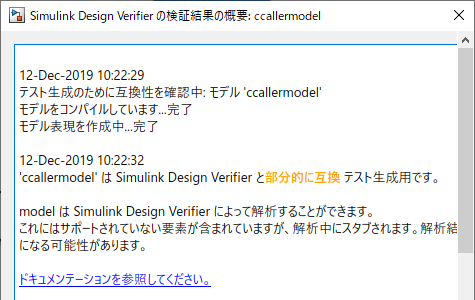 Simulink Design Verifier の検証結果の概要: ccallermodel
12-Dec-2019 10:22:29
テスト生成のために互換性を確認中: モデル 'ccallermodel'
モデルをコンパイルしています...完了
モデル表現を作成中...完了
12-Dec-2019 10:22:32
'ccallermodel' は Simulink Design Verifier と部分的に互換 テスト生成用です。
model は Simulink Design Verifier によって解析することができます。
これにはサポートされていない要素が含まれていますが、解析中にスタブされます。解析結
になる可能性があります。
ドキュメンテーションを参照してください。